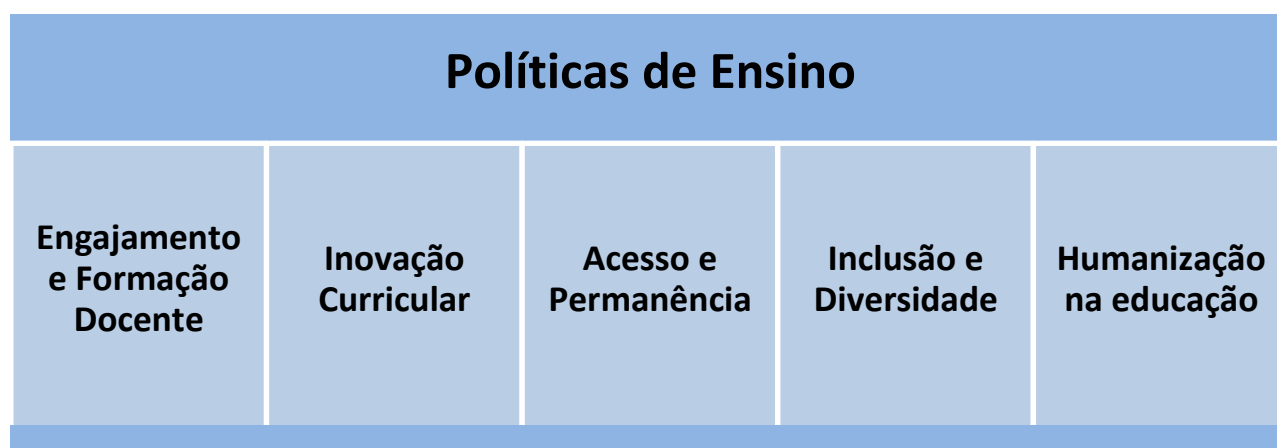 Políticas de Ensino
Engajamento
e Formação
Docente
Inovação
Curricular
Acesso e
Permanência
Inclusão e
Diversidade
Humanização
na educação